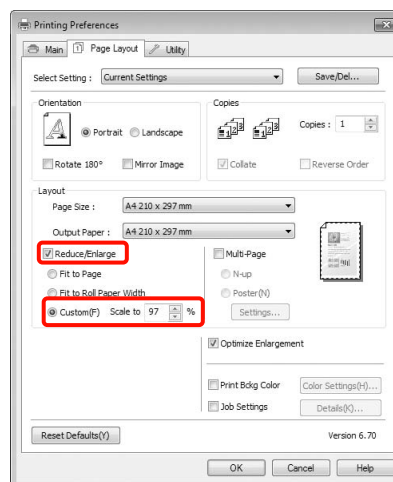 Printing Preferences
Main Page Layout Utility
Select Setting : Current Settings Save/Del...
Orientation
Portrait Landscape
Rotate 180° Mirror Image
Copies
Copies : 1
Collate Reverse Order
Layout
Page Size : A4 210 x 297 mm
Output Paper : A4 210 x 297 mm
Reduce/Enlarge
Fit to Page
Fit to Roll Paper Width
Custom(F) Scale to 97 %
Multi-Page
N-up
Poster(N)
Settings...
Optimize Enlargement
Print Bckg Color Color Settings(H)...
Job Settings Details(K)...
Reset Defaults(Y) Version 6.70
OK Cancel Help